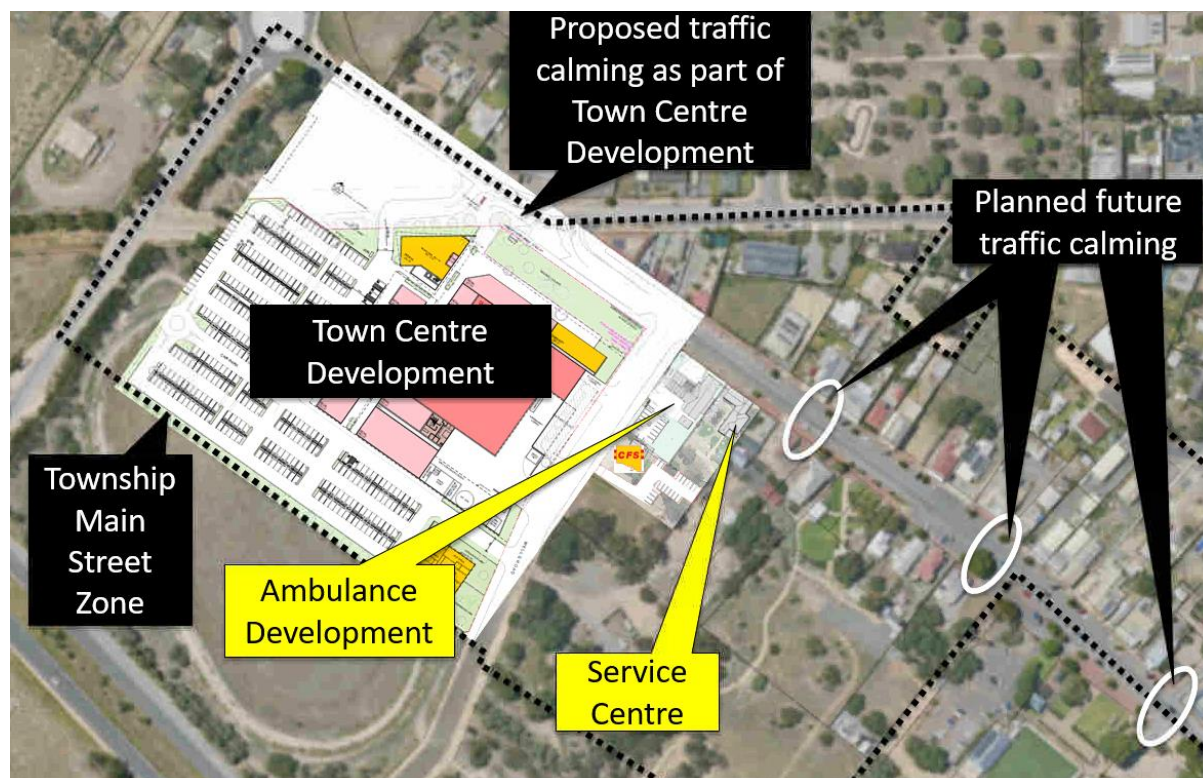 Proposed traffic
calming as part of
Town Centre
Development
Planned future
traffic calming
Town Centre
Development
CFS
Township
Main
Street
Zone
Ambulance
Development
Service
Centre